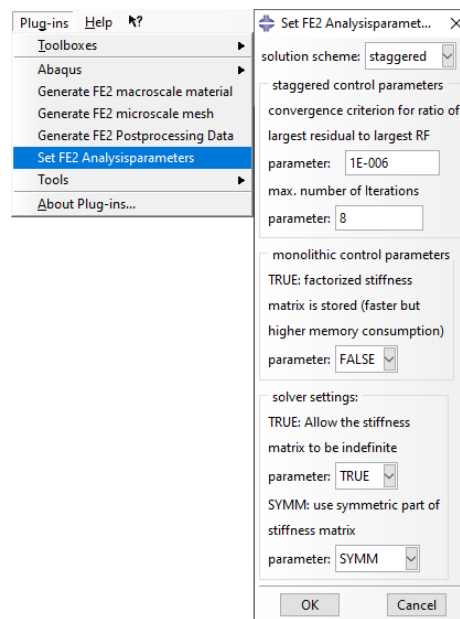 Plug-ins Help ?
Toolboxes
Abaqus
Generate FE2 macroscale material
Generate FE2 microscale mesh
Generate FE2 Postprocessing Data
Set FE2 Analysisparameters
Tools
About Plug-ins...
Set FE2 Analysisparamet...
solution scheme: staggered
staggered control parameters
convergence criterion for ratio of
largest residual to largest RF
parameter: 1E-006
max. number of Iterations
parameter: 8
monolithic control parameters
TRUE: factorized stiffness
matrix is stored (faster but
higher memory consumption)
parameter: FALSE
solver settings:
TRUE: Allow the stiffness
matrix to be indefinite
parameter: TRUE
SYMM: use symmetric part of
stiffness matrix
parameter: SYMM
OK Cancel